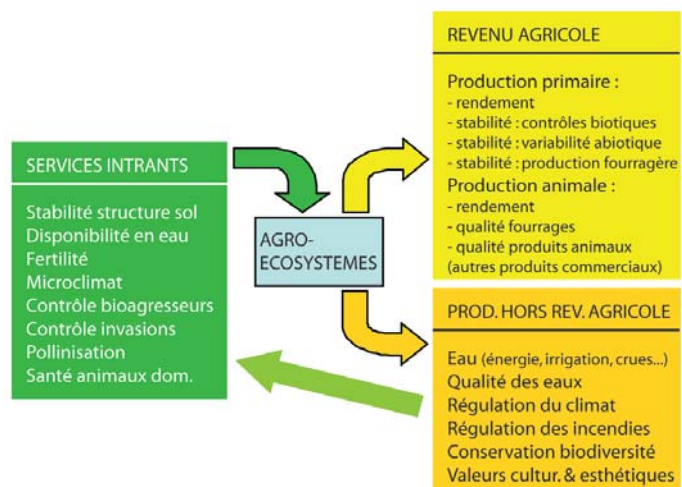 SERVICES INTRANTS
Stabilité structure sol
Disponibilité en eau
Fertilité
Microclimat
Contrôle bioagresseurs
Contrôle invasions
Pollinisation
Santé animaux dom.
AGRO-
ECOSYSTEMES
REVENU AGRICOLE
Production primaire :
- rendement
- stabilité : contrôles biotiques
- stabilité : variabilité abiotique
- stabilité : production fourragère
Production animale :
- rendement
- qualité fourrages
- qualité produits animaux
(autres produits commerciaux)
PROD. HORS REV. AGRICOLE
Eau (énergie, irrigation, crues...)
Qualité des eaux
Régulation du climat
Régulation des incendies
Conservation biodiversité
Valeurs cultur. & esthétiques